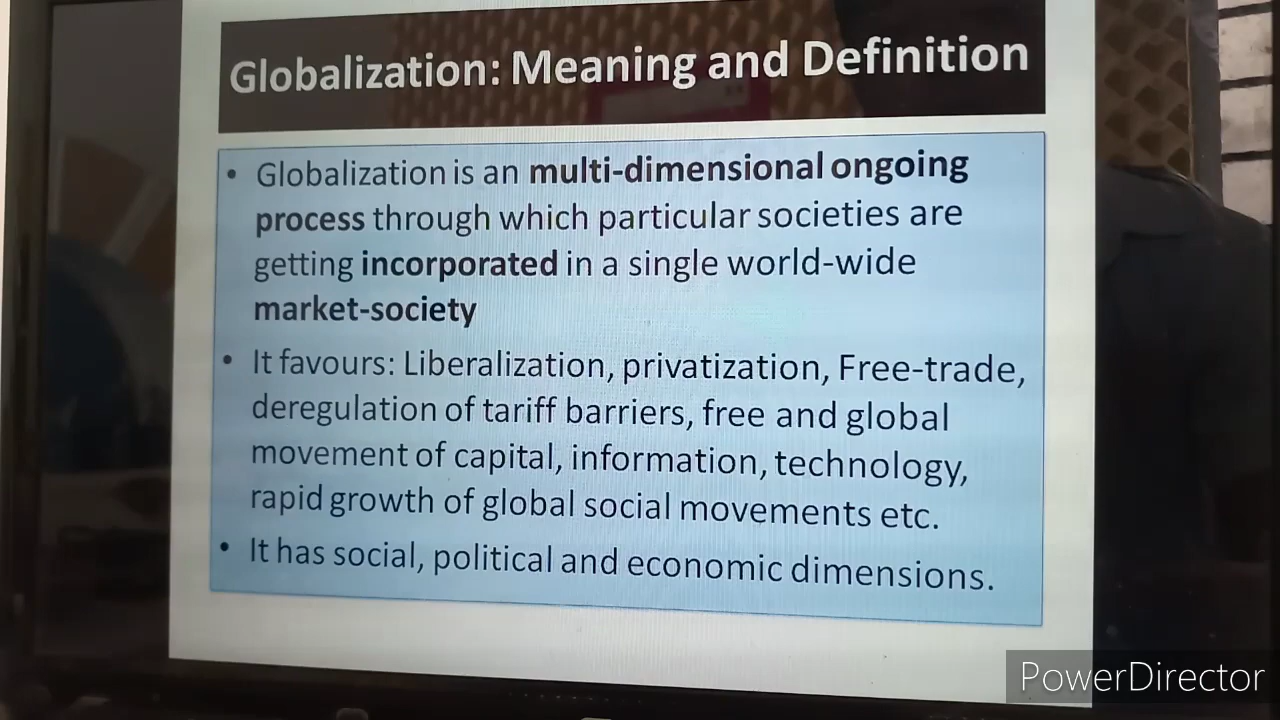 Globalization: Meaning and Definition
• Globalization is an multi-dimensional ongoing
process through which particular societies are
getting incorporated in a single world-wide
market-society
• It favours: Liberalization, privatization, Free-trade,
deregulation of tariff barriers, free and global
movement of capital, information, technology,
rapid growth of global social movements etc.
• It has social, political and economic dimensions.
PowerDirector